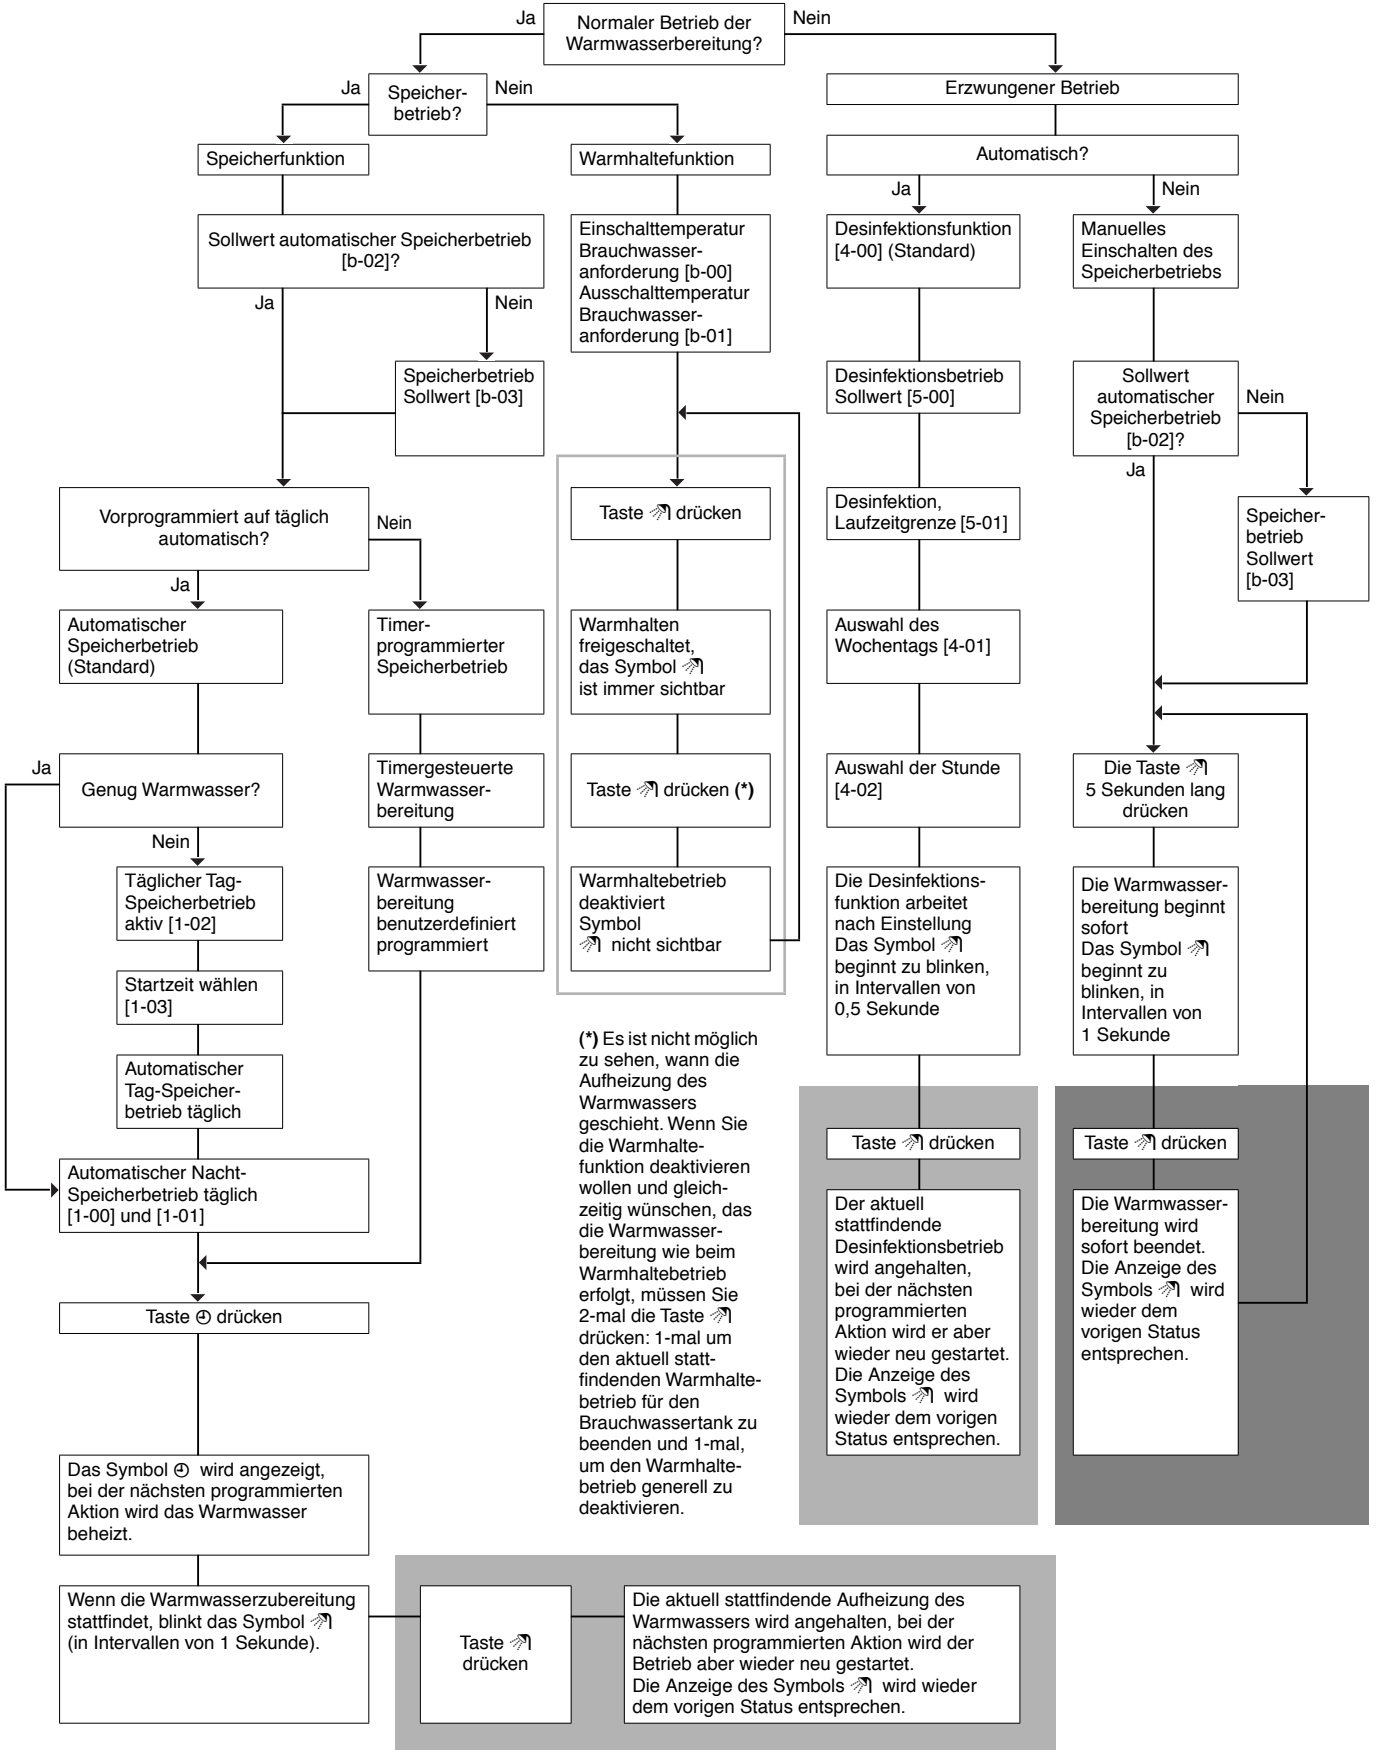 Ja
Normaler Betrieb der
Warmwasserbereitung?
Nein
Ja
Speicher-
betrieb?
Nein
Erzwungener Betrieb
Speicherfunktion
Warmhaltefunktion
Automatisch?
Ja
Nein
Sollwert automatischer Speicherbetrieb
[b-02]?
Ja
Nein
Speicherbetrieb
Sollwert [b-03]
Einschalttemperatur
Brauchwasser-
anforderung [b-00]
Ausschalttemperatur
Brauchwasser-
anforderung [b-01]
Desinfektionsfunktion
[4-00] (Standard)
Manuelles
Einschalten des
Speicherbetriebs
Desinfektionsbetrieb
Sollwert [5-00]
Sollwert
automatischer
Speicherbetrieb
[b-02]?
Nein
Ja
Speicher-
betrieb
Sollwert
[b-03]
Vorprogrammiert auf täglich
automatisch?
Nein
Ja
Taste drücken
Desinfektion,
Laufzeitgrenze [5-01]
Automatischer
Speicherbetrieb
(Standard)
Timer-
programmierter
Speicherbetrieb
Warmhalten
freigeschaltet,
das Symbol
ist immer sichtbar
Auswahl des
Wochentags [4-01]
Ja
Genug Warmwasser?
Nein
Timergesteuerte
Warmwasser-
bereitung
Taste drücken (*)
Auswahl der Stunde
[4-02]
Die Taste
5 Sekunden lang
drücken
Täglicher Tag-
Speicherbetrieb
aktiv [1-02]
Warmwasser-
bereitung
benutzerdefiniert
programmiert
Warmhaltebetrieb
deaktiviert
Symbol
nicht sichtbar
Die Desinfektions-
funktion arbeitet
nach Einstellung
Das Symbol
beginnt zu blinken,
in Intervallen von
0,5 Sekunde
Die Warmwasser-
bereitung beginnt
sofort
Das Symbol
beginnt zu
blinken, in
Intervallen von
1 Sekunde
Startzeit wählen
[1-03]
Automatischer
Tag-Speicher-
betrieb täglich
Automatischer Nacht-
Speicherbetrieb täglich
[1-00] und [1-01]
(*) Es ist nicht möglich
zu sehen, wann die
Aufheizung des
Warmwassers
geschieht. Wenn Sie
die Warmhalte-
funktion deaktivieren
wollen und gleich-
zeitig wünschen, das
die Warmwasser-
bereitung wie beim
Warmhaltebetrieb
erfolgt, müssen Sie
2-mal die Taste
drücken: 1-mal um
den aktuell statt-
findenden Warmhalte-
betrieb für den
Brauchwassertank zu
beenden und 1-mal,
um den Warmhalte-
betrieb generell zu
deaktivieren.
Taste drücken
Der aktuell
stattfindende
Desinfektionsbetrieb
wird angehalten,
bei der nächsten
programmierten
Aktion wird er aber
wieder neu gestartet.
Die Anzeige des
Symbols wird
wieder dem vorigen
Status entsprechen.
Taste drücken
Die Warmwasser-
bereitung wird
sofort beendet.
Die Anzeige des
Symbols wird
wieder dem
vorigen Status
entsprechen.
Taste drücken
Das Symbol wird angezeigt,
bei der nächsten programmierten
Aktion wird das Warmwasser
beheizt.
Wenn die Warmwasserzubereitung
stattfindet, blinkt das Symbol
(in Intervallen von 1 Sekunde).
Taste
drücken
Die aktuell stattfindende Aufheizung des
Warmwassers wird angehalten, bei der
nächsten programmierten Aktion wird der
Betrieb aber wieder neu gestartet.
Die Anzeige des Symbols wird wieder
dem vorigen Status entsprechen.